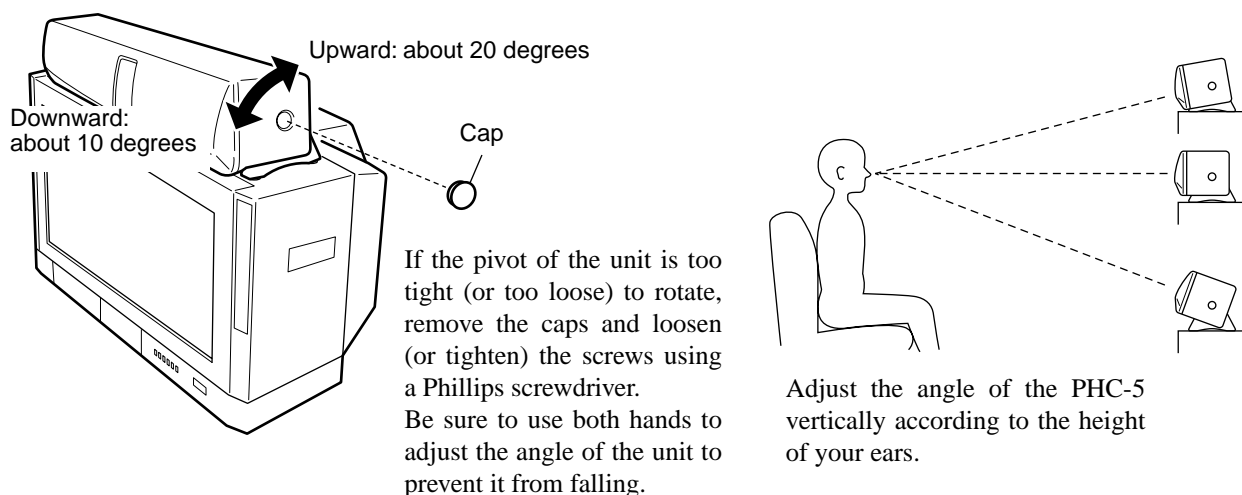 Upward: about 20 degrees
Downward:
about 10 degrees
Cap
If the pivot of the unit is too
tight (or too loose) to rotate,
remove the caps and loosen
(or tighten) the screws using
a Phillips screwdriver.
Be sure to use both hands to
adjust the angle of the unit to
prevent it from falling.
Adjust the angle of the PHC-5
vertically according to the height
of your ears.